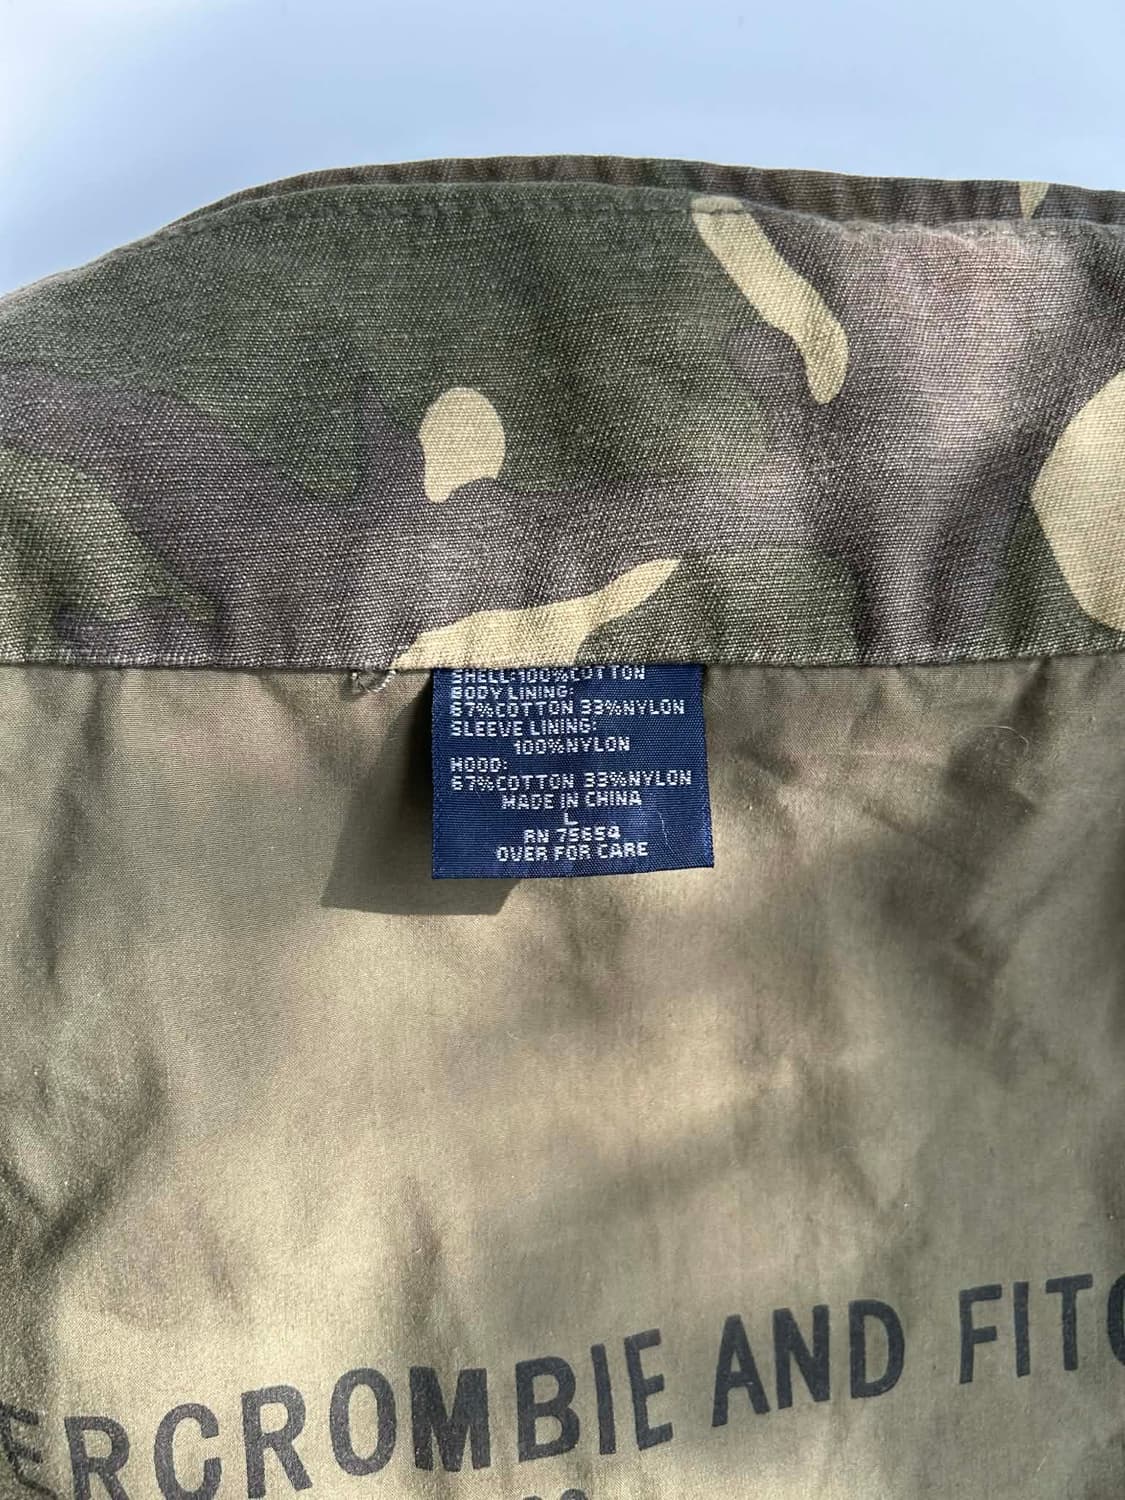 SHELL:100%COTTON
BODY LINING:
67%COTTON 33%NYLON
SLEEVE LINING:
100%NYLON
HOOD:
67%COTTON 33%NYLON
MADE IN CHINA
L
RN 75654
OVER FOR CARE
ERCROMBIE AND FITC